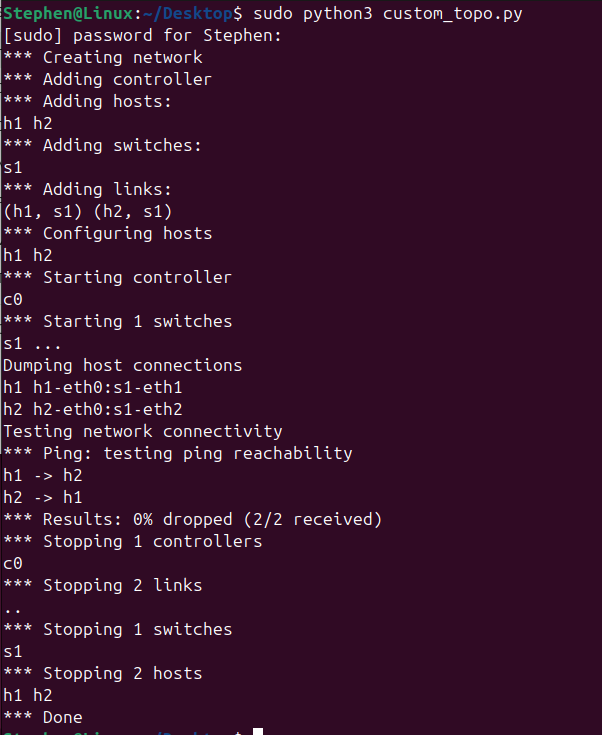 Stephen@Linux:~/Desktop$ sudo python3 custom_topo.py
[sudo] password for Stephen:
*** Creating network
*** Adding controller
*** Adding hosts:
h1 h2
*** Adding switches:
s1
*** Adding links:
(h1, s1) (h2, s1)
*** Configuring hosts
h1 h2
*** Starting controller
c0
*** Starting 1 switches
s1 ...
Dumping host connections
h1 h1-eth0:s1-eth1
h2 h2-eth0:s1-eth2
Testing network connectivity
*** Ping: testing ping reachability
h1 -> h2
h2 -> h1
*** Results: 0% dropped (2/2 received)
*** Stopping 1 controllers
c0
*** Stopping 2 links
..
*** Stopping 1 switches
s1
*** Stopping 2 hosts
h1 h2
*** Done